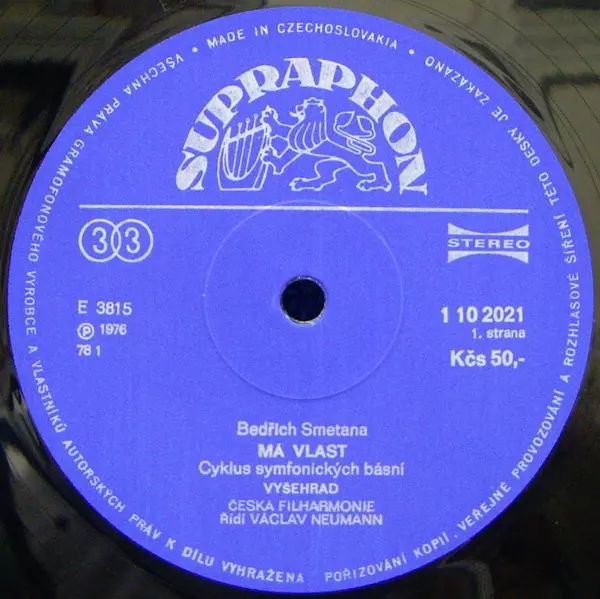 VŠECHNA PRÁVA GRAMOFONOVÉHO VÝROBCE A VLASTNÍKŮ AUTORSKÝCH PRÁV K DÍLU VYHRAŽENA
• MADE IN CZECHOSLOVAKIA •
POŘIZOVÁNÍ KOPIÍ, VEŘEJNÉ PROVOZOVÁNÍ A ROZHLASOVÉ ŠÍŘENÍ TÉTO DESKY JE ZAKÁZÁNO
SUPRAPHON
33
STEREO
E 3815
℗ 1976
78 1
1 10 2021
1. strana
Kčs 50,-
Bedřich Smetana
MÁ VLAST
Cyklus symfonických básní
VYŠEHRAD
ČESKÁ FILHARMONIE
Řídí VÁCLAV NEUMANN